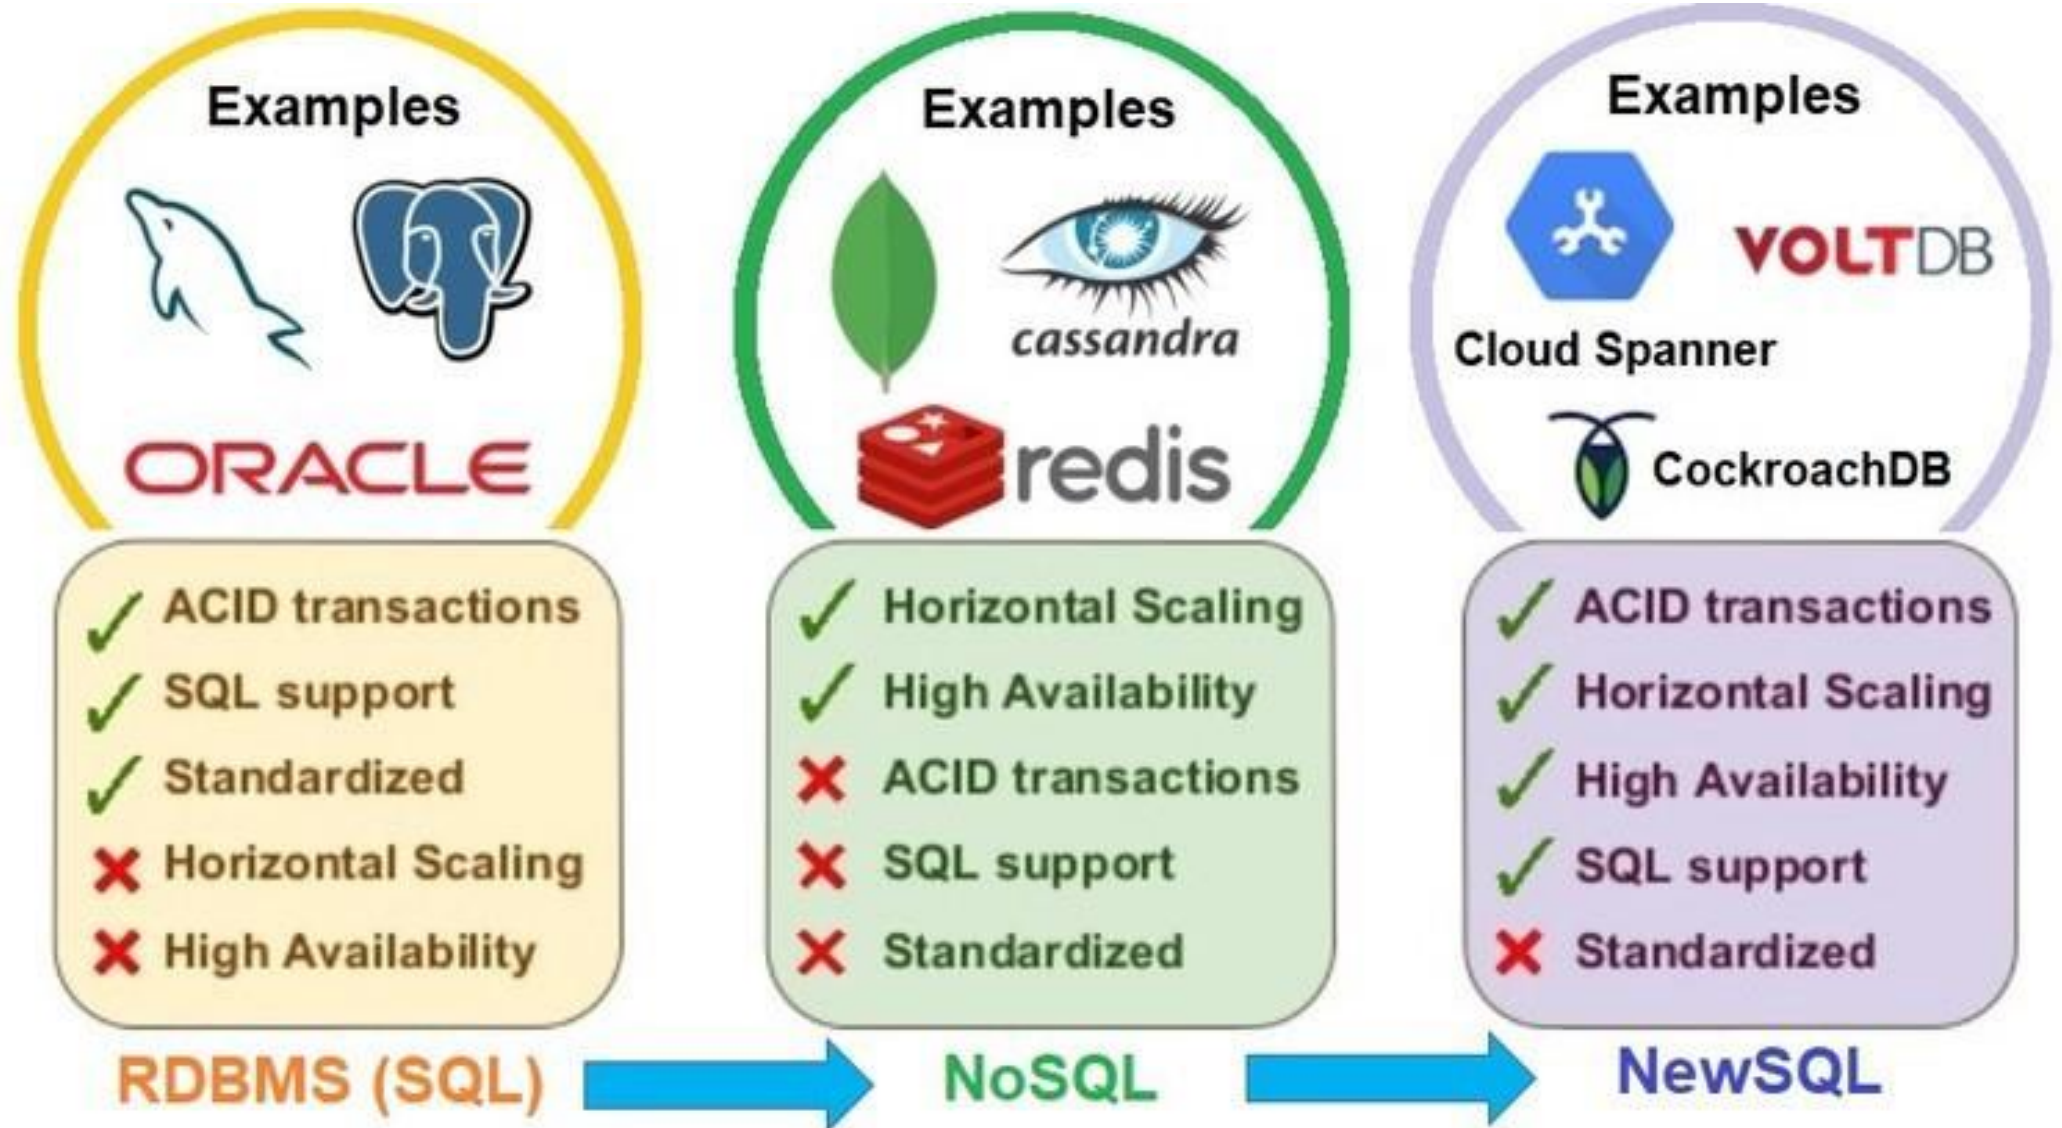 Examples
ORACLE
ACID transactions
SQL support
Standardized
Horizontal Scaling
High Availability
RDBMS (SQL)
Examples
cassandra
redis
Horizontal Scaling
High Availability
ACID transactions
SQL support
Standardized
NoSQL
Examples
VOLTDB
Cloud Spanner
CockroachDB
ACID transactions
Horizontal Scaling
High Availability
SQL support
Standardized
NewSQL